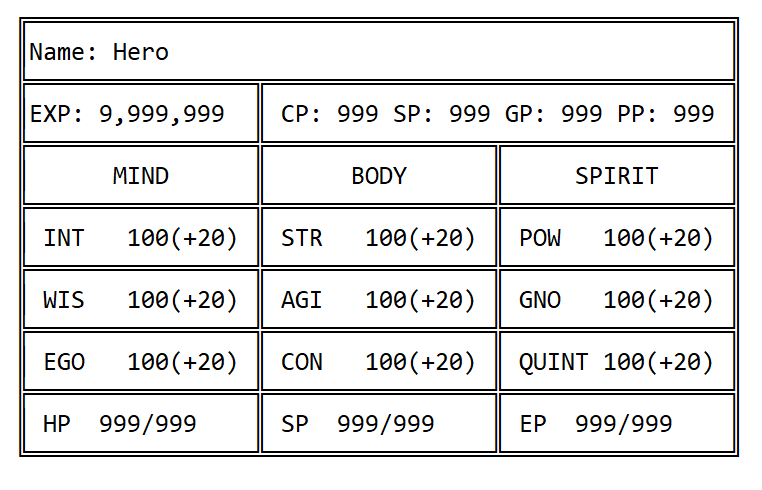 Name: Hero
EXP: 9,999,999 CP: 999 SP: 999 GP: 999 PP: 999
MIND BODY SPIRIT
INT 100(+20) STR 100(+20) POW 100(+20)
WIS 100(+20) AGI 100(+20) GNO 100(+20)
EGO 100(+20) CON 100(+20) QUINT 100(+20)
HP 999/999 SP 999/999 EP 999/999